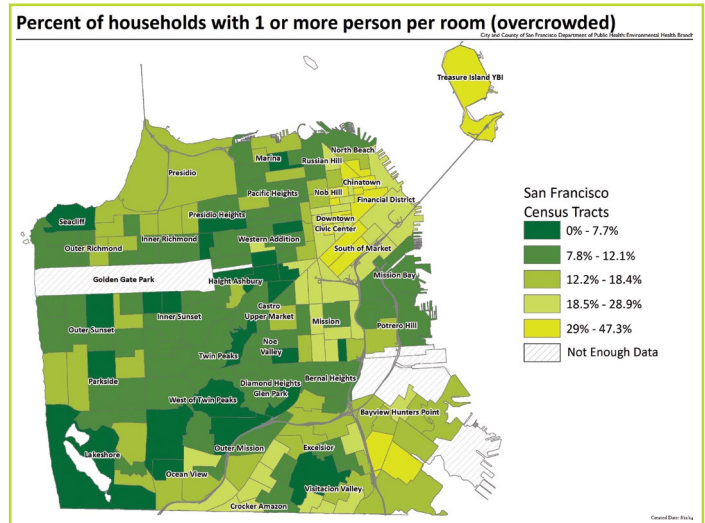 Percent of households with 1 or more person per room (overcrowded)
City and County of San Francisco Department of Public Health: Environmental Health Branch
Treasure Island YBI
North Beach
Marina
Russian Hill
Presidio
Chinatown
Pacific Heights
Nob Hill
Financial District
Seacliff
Presidio Heights
Downtown
Civic Center
Outer Richmond
Inner Richmond
Western Addition
South of Market
Golden Gate Park
Haight Ashbury
Mission Bay
Castro
Upper Market
Outer Sunset
Inner Sunset
Mission
Potrero Hill
Noe
Valley
Twin Peaks
Parkside
Diamond Heights
Glen Park
Bernal Heights
West of Twin Peaks
Bayview Hunters Point
Lakeshore
Outer Mission
Excelsior
Ocean View
Visitacion Valley
Crocker Amazon
San Francisco
Census Tracts
0% - 7.7%
7.8% - 12.1%
12.2% - 18.4%
18.5% - 28.9%
29% - 47.3%
Not Enough Data